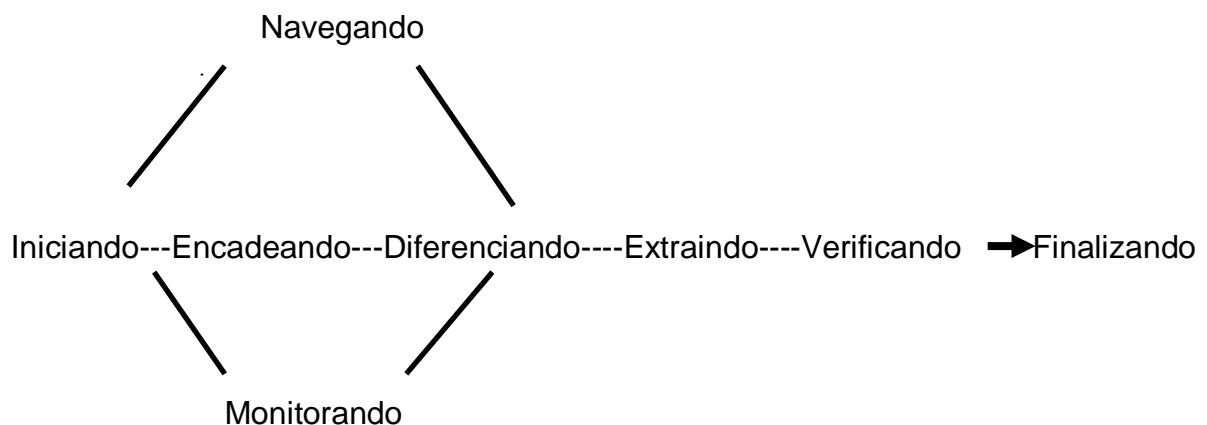 Navegando
Iniciando---Encadeando---Diferenciando----Extraindo----Verificando Finalizando
Monitorando